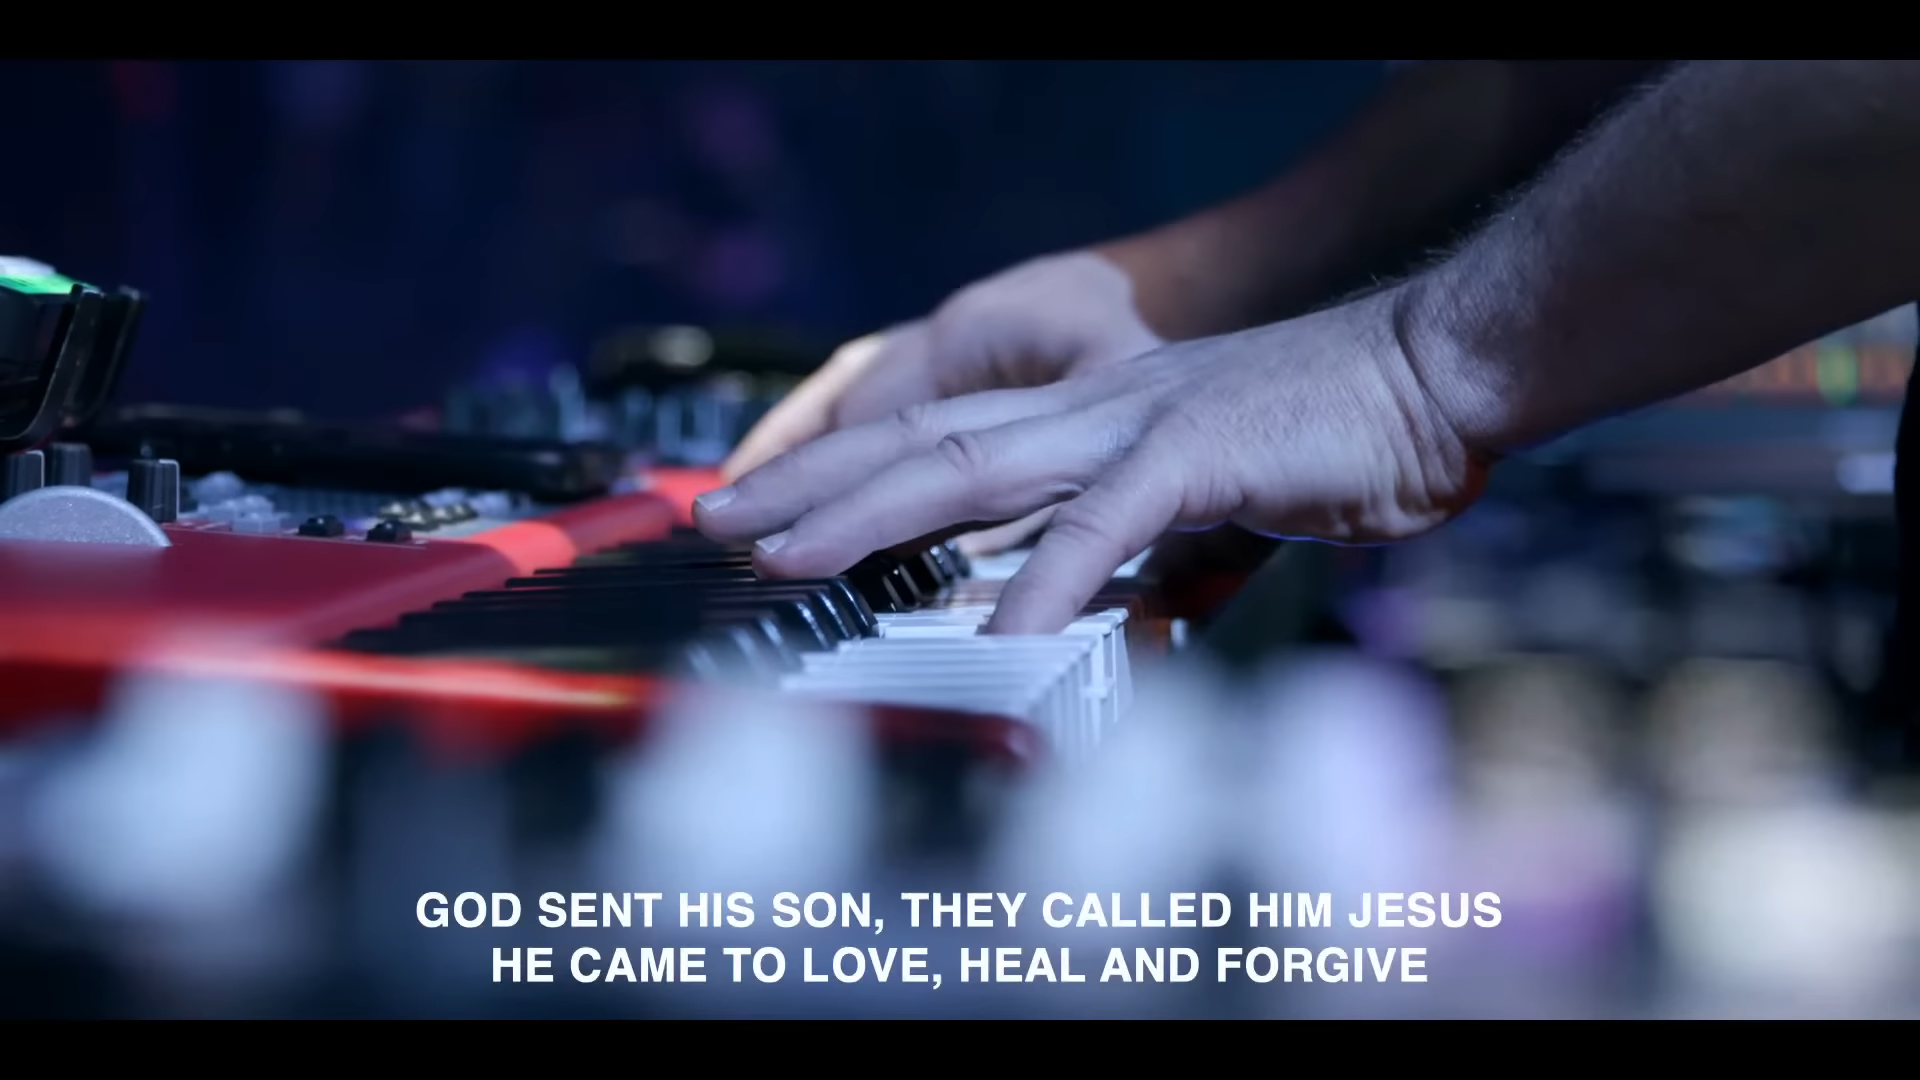 GOD SENT HIS SON, THEY CALLED HIM JESUS
HE CAME TO LOVE, HEAL AND FORGIVE